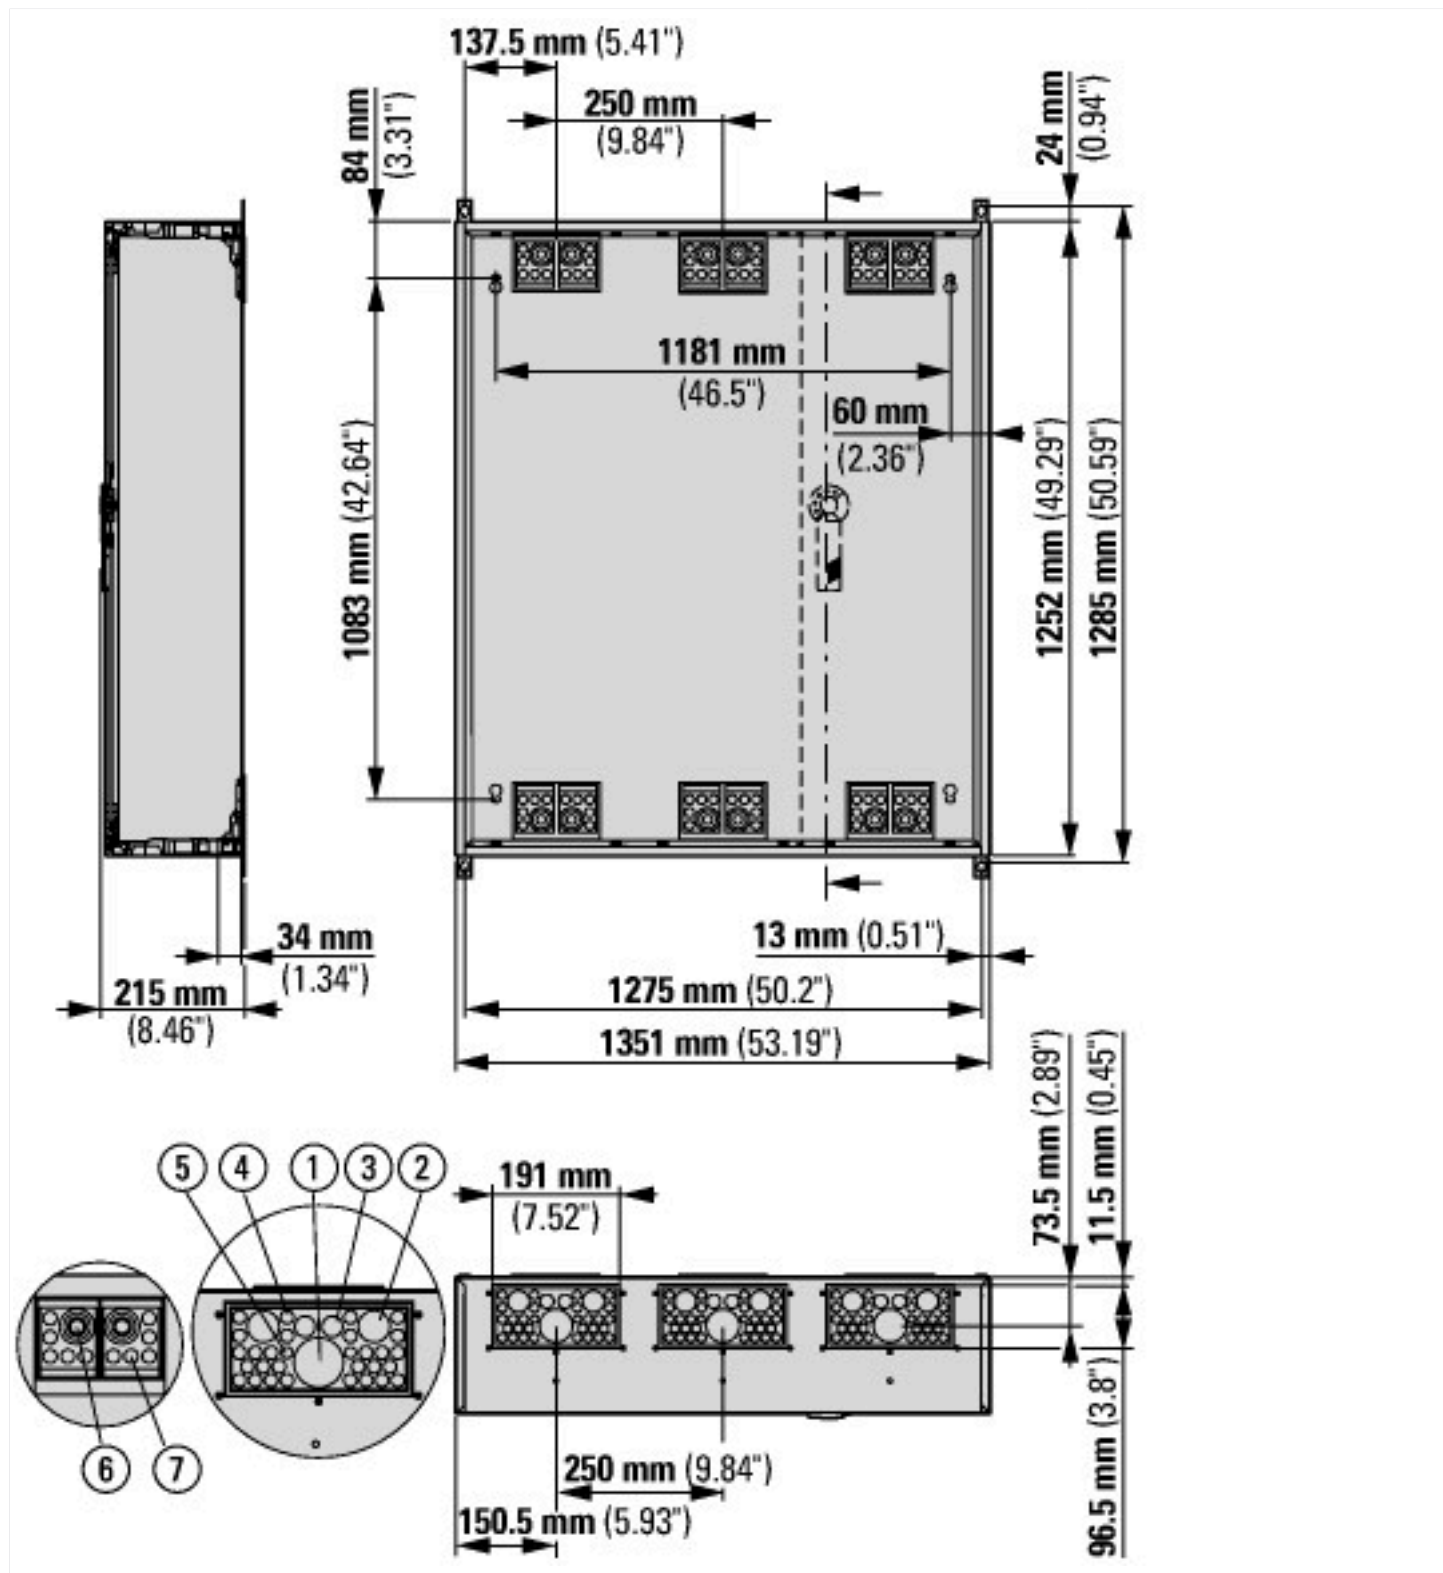 137.5 mm (5.41")
250 mm
(9.84")
84 mm
(3.31")
24 mm
(0.94")
1181 mm
(46.5")
60 mm
(2.36")
1083 mm (42.64")
1252 mm (49.29")
1285 mm (50.59")
34 mm
(1.34")
13 mm (0.51")
215 mm
(8.46")
1275 mm (50.2")
1351 mm (53.19")
73.5 mm (2.89")
11.5 mm (0.45")
5 4 1 3 2
191 mm
(7.52")
6 7
250 mm (9.84")
150.5 mm (5.93")
96.5 mm (3.8")